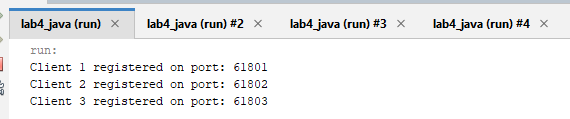 lab4_java (run) × lab4_java (run) #2 × lab4_java (run) #3 × lab4_java (run) #4 ×
run:
Client 1 registered on port: 61801
Client 2 registered on port: 61802
Client 3 registered on port: 61803